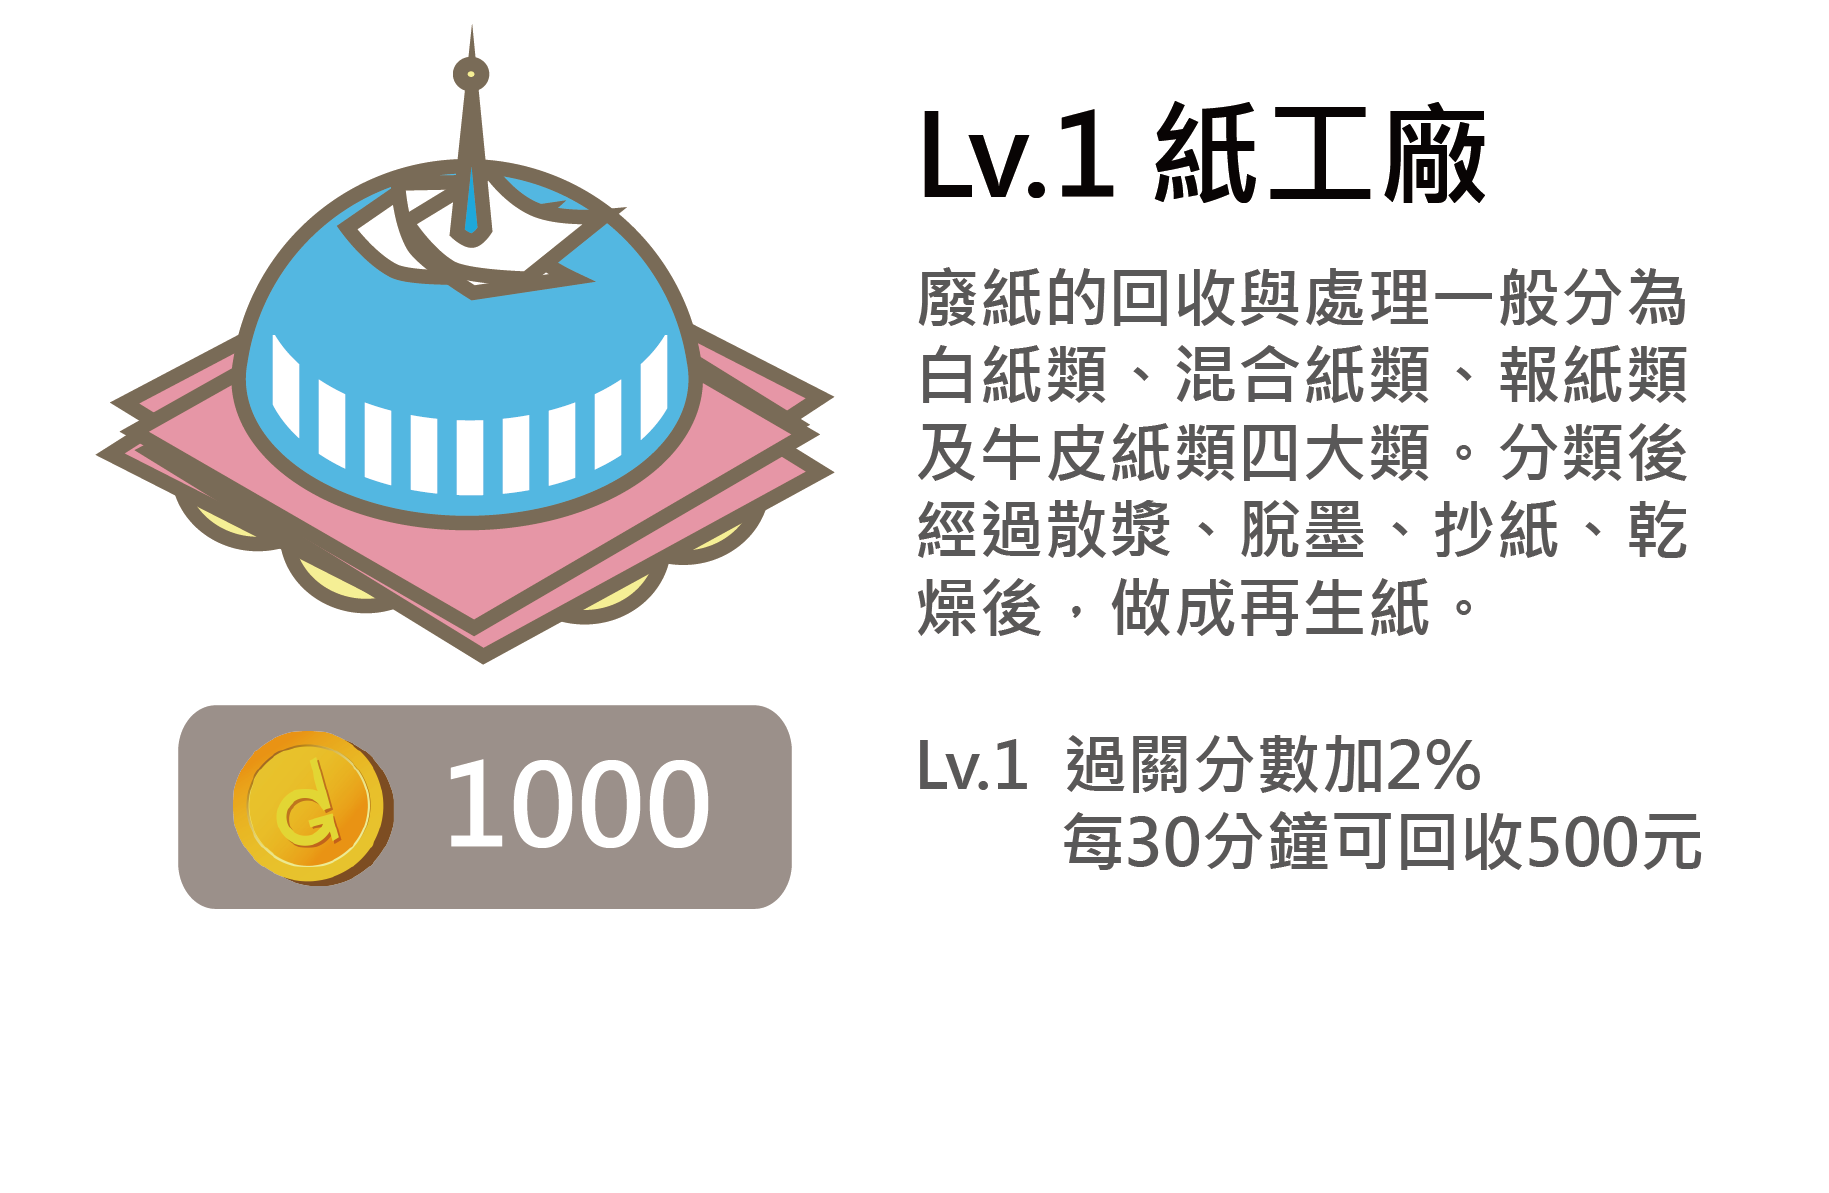 Lv.1 紙工廠
廢紙的回收與處理一般分為
白紙類、混合紙類、報紙類
及牛皮紙類四大類。分類後
經過散漿、脫墨、抄紙、乾
燥後，做成再生紙。
1000
Lv.1 過關分數加2%
每30分鐘可回收500元